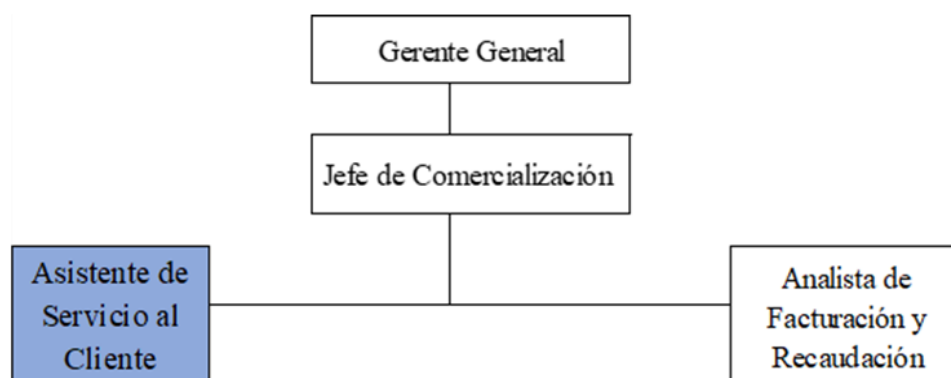 Gerente General
Jefe de Comercialización
Asistente de
Servicio al
Cliente
Analista de
Facturación y
Recaudación